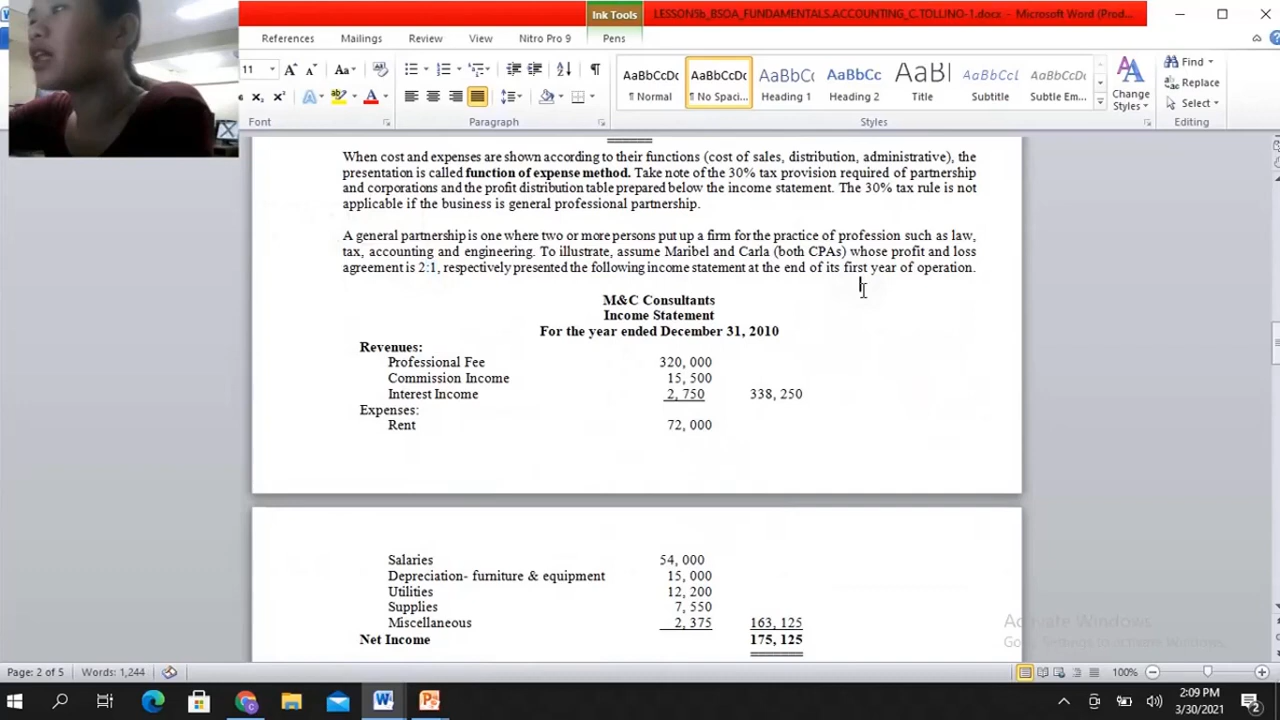 Ink Tools
LESSON5b_BSOA_FUNDAMENTALS.ACCOUNTING_C.TOLLINO-1.docx - Microsoft Word (Prod...
References Mailings Review View Nitro Pro 9 Pens
11 Aa AaBbCcDc AaBbCcDc AaBbCc AaBbCc AaBb AaBbCcL AaBbCcDc Find
¶ Normal ¶ No Spaci... Heading 1 Heading 2 Title Subtitle Subtle Em... Change Styles Replace
Select
Font Paragraph Styles Editing
When cost and expenses are shown according to their functions (cost of sales, distribution, administrative), the
presentation is called function of expense method. Take note of the 30% tax provision required of partnership
and corporations and the profit distribution table prepared below the income statement. The 30% tax rule is not
applicable if the business is general professional partnership.
A general partnership is one where two or more persons put up a firm for the practice of profession such as law,
tax, accounting and engineering. To illustrate, assume Maribel and Carla (both CPAs) whose profit and loss
agreement is 2:1, respectively presented the following income statement at the end of its first year of operation.
M&C Consultants
Income Statement
For the year ended December 31, 2010
Revenues:
Professional Fee 320, 000
Commission Income 15, 500
Interest Income 2, 750 338, 250
Expenses:
Rent 72, 000
Salaries 54, 000
Depreciation- furniture & equipment 15, 000
Utilities 12, 200
Supplies 7, 550
Miscellaneous 2, 375 163, 125
Net Income 175, 125
Activate Windows
Go to Settings to activate Windows.
Page: 2 of 5 Words: 1,244 100%
2:09 PM
3/30/2021
2